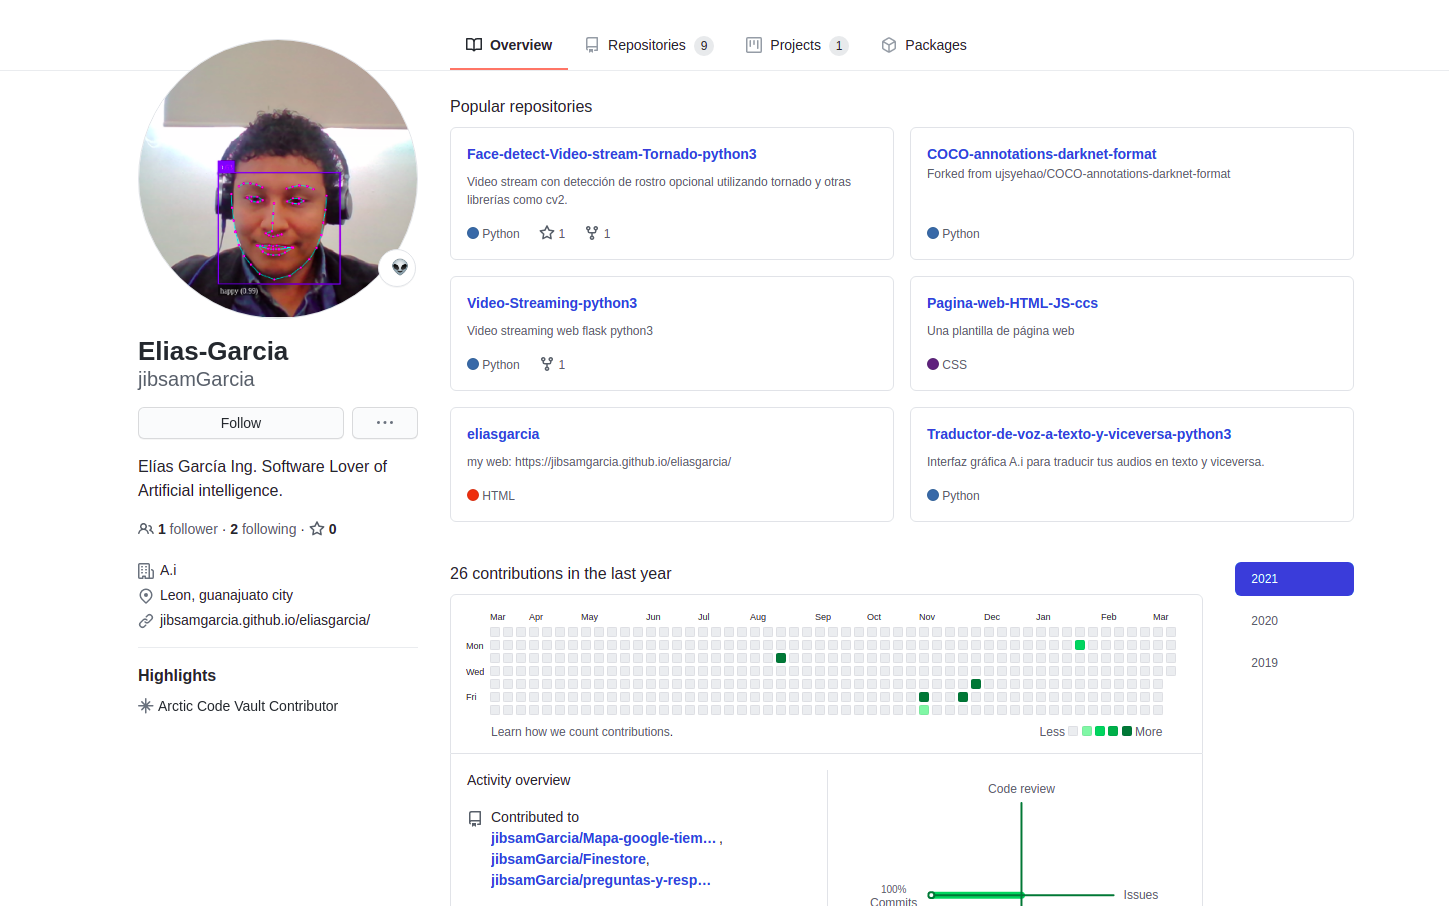 Overview
Repositories 9
Projects 1
Packages
happy (0.99)
Elias-Garcia
jibsamGarcia
Follow
Elías García Ing. Software Lover of
Artificial intelligence.
1 follower · 2 following · 0
A.i
Leon, guanajuato city
jibsamgarcia.github.io/eliasgarcia/
Highlights
Arctic Code Vault Contributor
Popular repositories
Face-detect-Video-stream-Tornado-python3
Video stream con detección de rostro opcional utilizando tornado y otras
librerías como cv2.
Python 1 1
COCO-annotations-darknet-format
Forked from ujsyehao/COCO-annotations-darknet-format
Python
Video-Streaming-python3
Video streaming web flask python3
Python 1
Pagina-web-HTML-JS-ccs
Una plantilla de página web
CSS
eliasgarcia
my web: https://jibsamgarcia.github.io/eliasgarcia/
HTML
Traductor-de-voz-a-texto-y-viceversa-python3
Interfaz gráfica A.i para traducir tus audios en texto y viceversa.
Python
26 contributions in the last year
Mar Apr May Jun Jul Aug Sep Oct Nov Dec Jan Feb Mar
Mon
Wed
Fri
Learn how we count contributions.
Less More
2021
2020
2019
Activity overview
Contributed to
jibsamGarcia/Mapa-google-tiem… ,
jibsamGarcia/Finestore,
jibsamGarcia/preguntas-y-resp…
Code review
100%
Commits
Issues